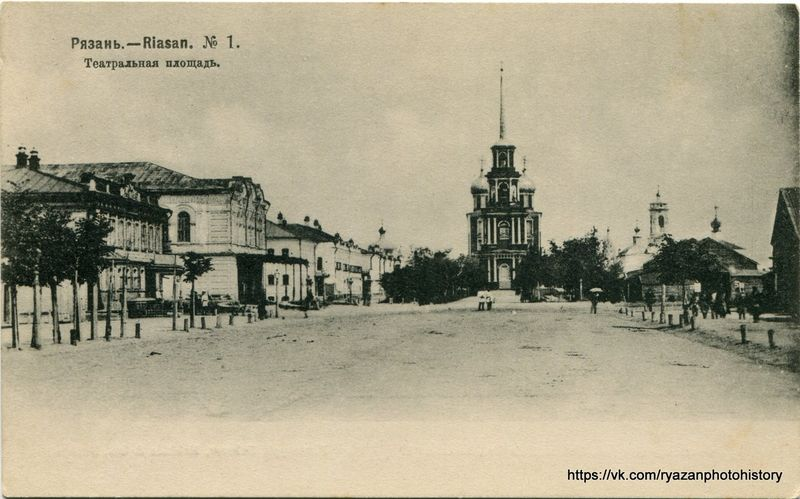 Рязань.—Riasan. № 1.
Театральная площадь.
https://vk.com/ryazanphotohistory